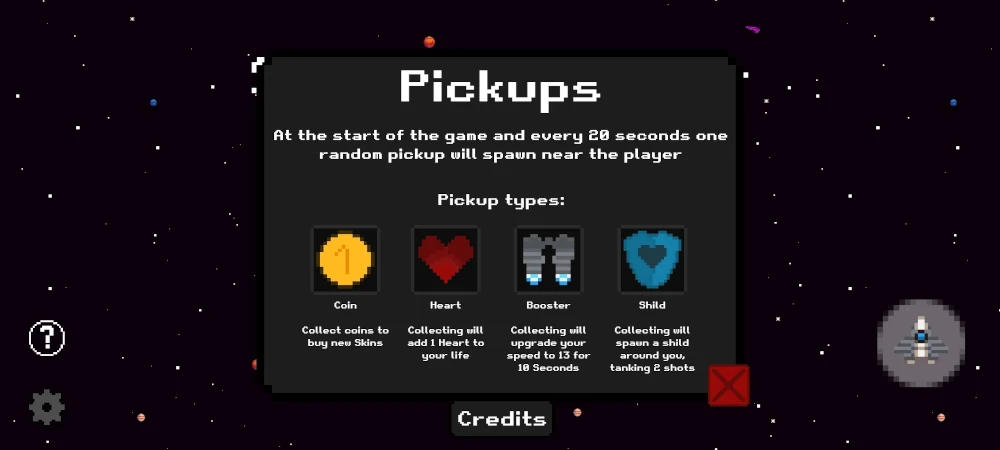 Pickups
At the start of the game and every 20 seconds one
random pickup will spawn near the player
Pickup types:
1
Coin
Heart
Booster
Shild
Collect coins to
buy new Skins
Collecting will
add 1 Heart to
your life
Collecting will
upgrade your
speed to 13 for
10 Seconds
Collecting will
spawn a shild
around you,
tanking 2 shots
?
Credits